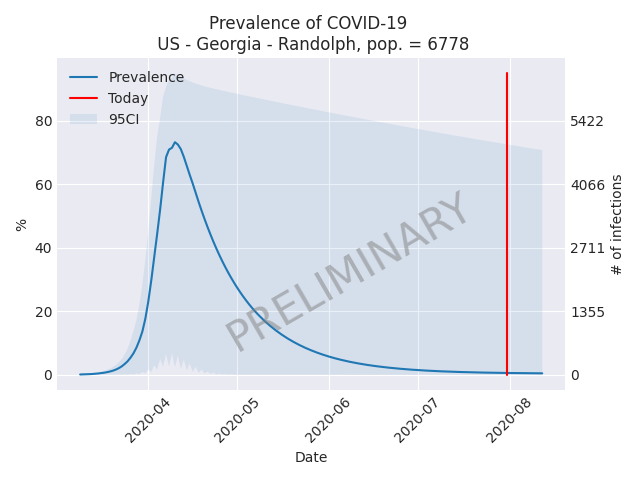 Prevalence of COVID-19
US - Georgia - Randolph, pop. = 6778
Prevalence
Today
95CI
%
80
60
40
20
0
5422
4066
2711
1355
0
# of infections
PRELIMINARY
2020-04
2020-05
2020-06
2020-07
2020-08
Date